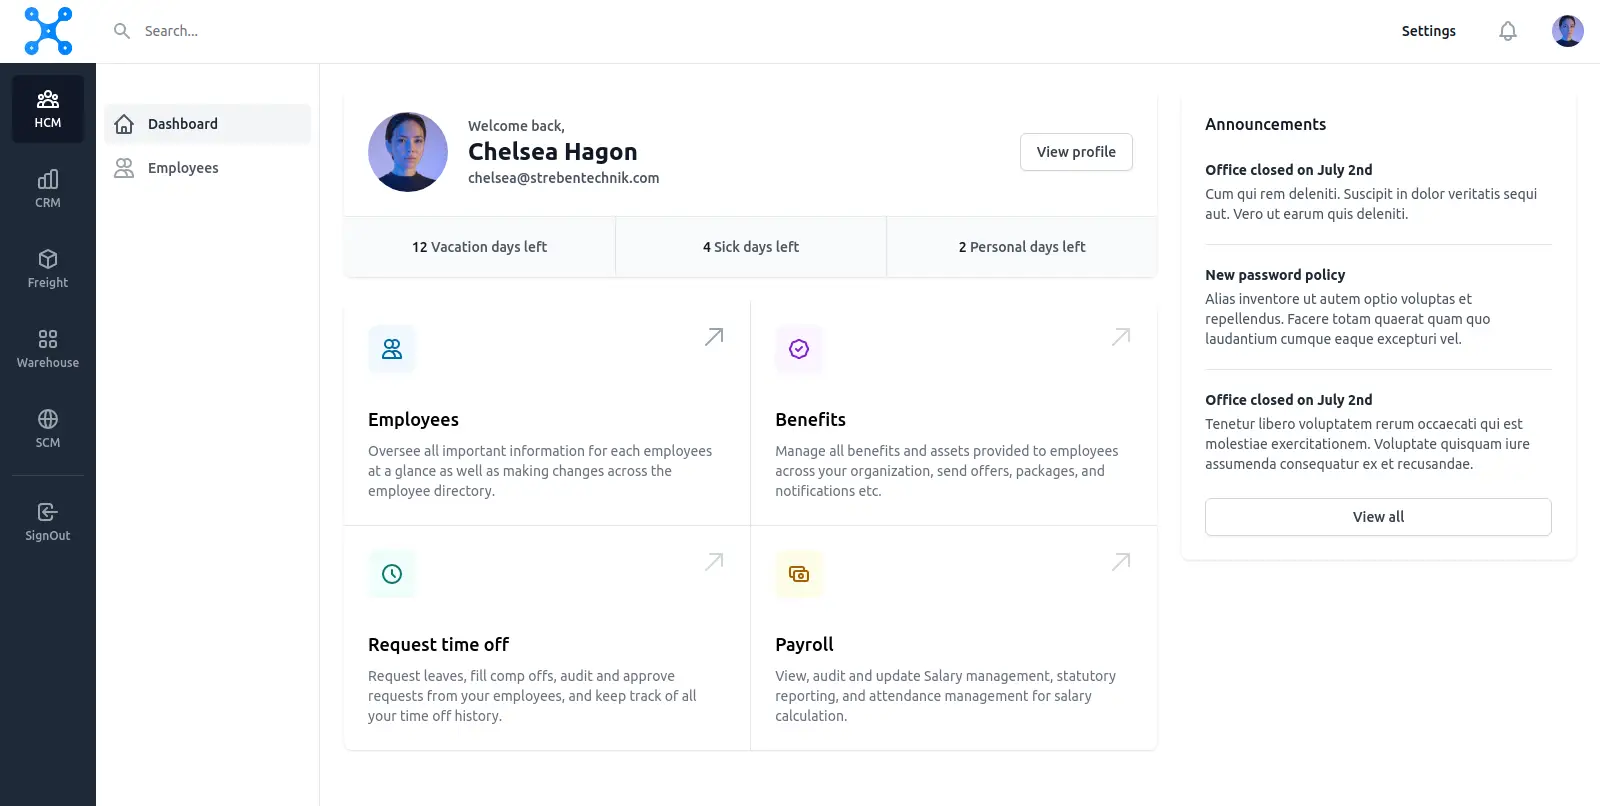 Search...
Settings
HCM
CRM
Freight
Warehouse
SCM
SignOut
Dashboard
Employees
Welcome back,
Chelsea Hagon
chelsea@strebentechnik.com
View profile
12 Vacation days left
4 Sick days left
2 Personal days left
Employees
Oversee all important information for each employees
at a glance as well as making changes across the
employee directory.
Benefits
Manage all benefits and assets provided to employees
across your organization, send offers, packages, and
notifications etc.
Request time off
Request leaves, fill comp offs, audit and approve
requests from your employees, and keep track of all
your time off history.
Payroll
View, audit and update Salary management, statutory
reporting, and attendance management for salary
calculation.
Announcements
Office closed on July 2nd
Cum qui rem deleniti. Suscipit in dolor veritatis sequi
aut. Vero ut earum quis deleniti.
New password policy
Alias inventore ut autem optio voluptas et
repellendus. Facere totam quaerat quam quo
laudantium cumque eaque excepturi vel.
Office closed on July 2nd
Tenetur libero voluptatem rerum occaecati qui est
molestiae exercitationem. Voluptate quisquam iure
assumenda consequatur ex et recusandae.
View all